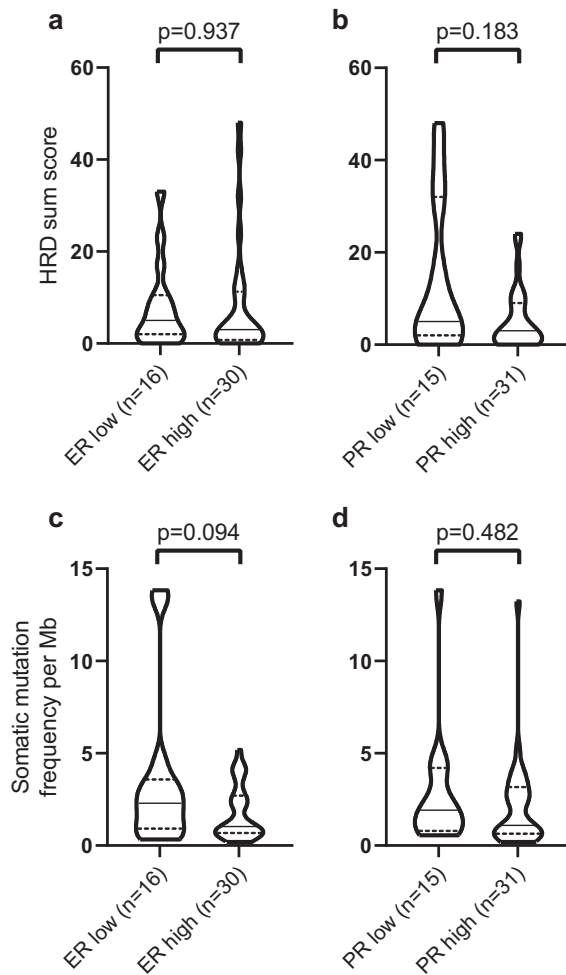 a
p=0.937
60
40
20
0
HRD sum score
ER low (n=16)
ER high (n=30)
b
p=0.183
60
40
20
0
PR low (n=15)
PR high (n=31)
c
p=0.094
15
10
5
0
Somatic mutation
frequency per Mb
ER low (n=16)
ER high (n=30)
d
p=0.482
15
10
5
0
PR low (n=15)
PR high (n=31)